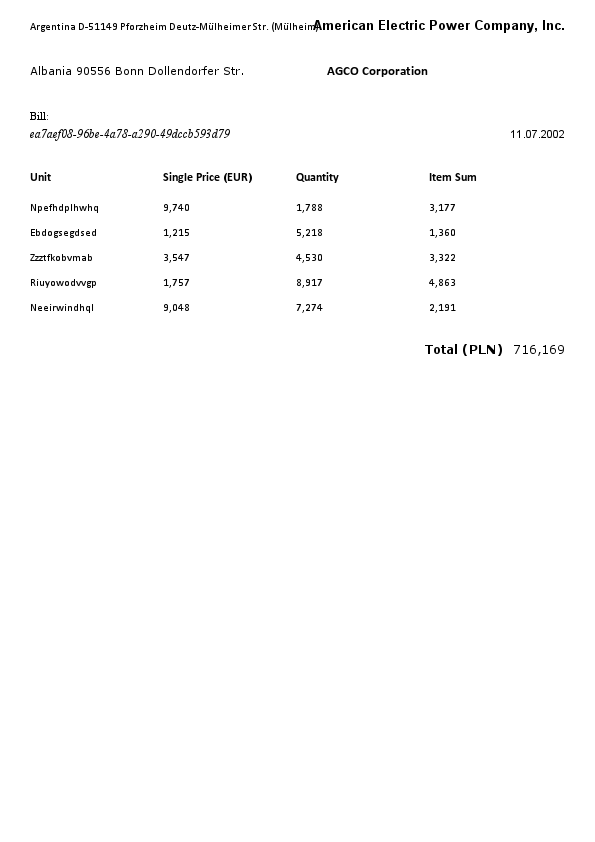 Argentina D-51149 Pforzheim Deutz-Mülheimer Str. (Mülheim) American Electric Power Company, Inc.
Albania 90556 Bonn Dollendorfer Str. AGCO Corporation
Bill:
ea7aef08-96be-4a78-a290-49dccb593d79 11.07.2002
Unit Single Price (EUR) Quantity Item Sum
Npefhdplhwhq 9,740 1,788 3,177
Ebdogsegdsed 1,215 5,218 1,360
Zzztfkobvmab 3,547 4,530 3,322
Riuyowodvvgp 1,757 8,917 4,863
Neeirwindhql 9,048 7,274 2,191
Total (PLN) 716,169